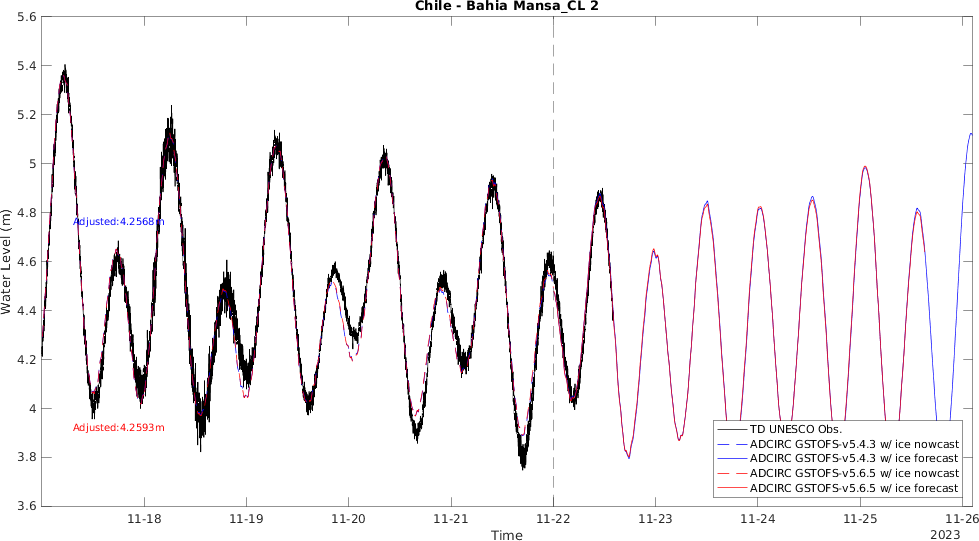 Chile - Bahia Mansa_CL 2
5.6
5.4
5.2
5
4.8
4.6
4.4
4.2
4
3.8
3.6
Water Level (m)
Adjusted:4.2568m
Adjusted:4.2593m
TD UNESCO Obs.
ADCIRC GSTOFS-v5.4.3 w/ ice nowcast
ADCIRC GSTOFS-v5.4.3 w/ ice forecast
ADCIRC GSTOFS-v5.6.5 w/ ice nowcast
ADCIRC GSTOFS-v5.6.5 w/ ice forecast
11-18 11-19 11-20 11-21 11-22 11-23 11-24 11-25 11-26
Time
2023